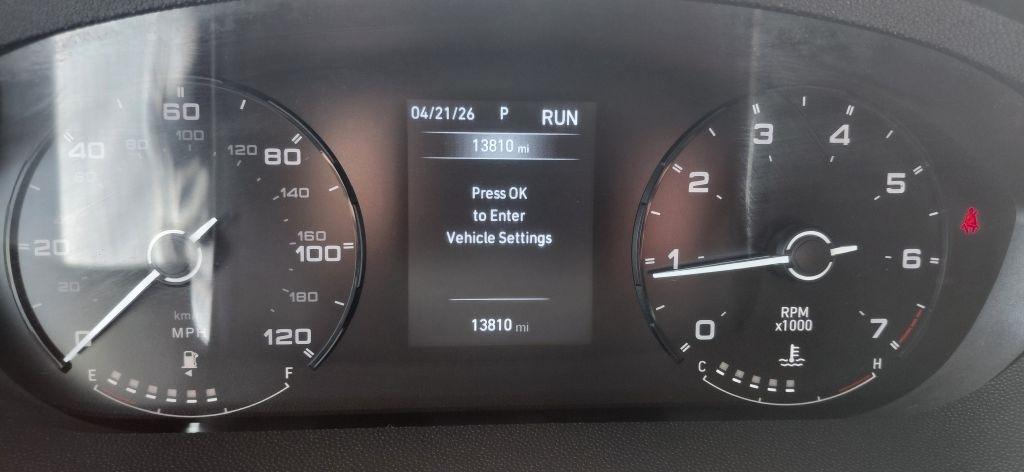 04/21/26 P RUN
13810 mi
Press OK
to Enter
Vehicle Settings
13810 mi
0 20 40 60 80 100 120
20 60 80 100 120 140 160 180
km/h
MPH
E F
0 1 2 3 4 5 6 7
RPM
x1000
C H